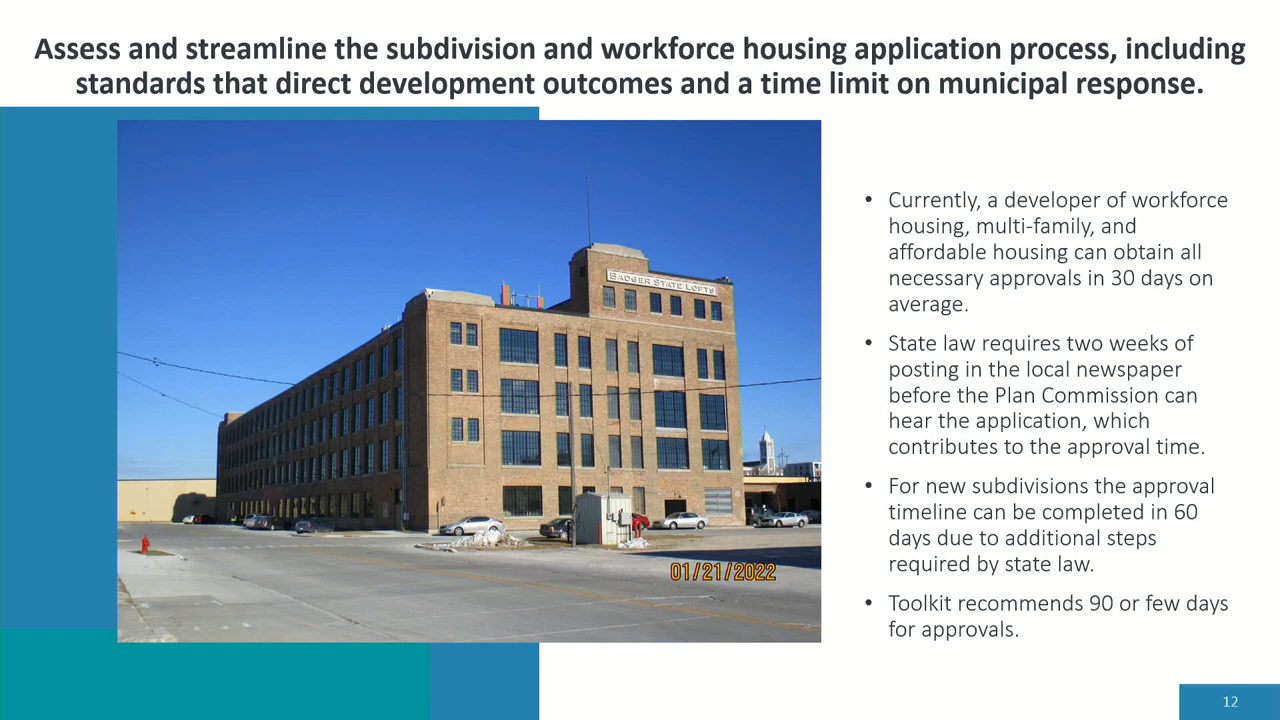 Assess and streamline the subdivision and workforce housing application process, including
standards that direct development outcomes and a time limit on municipal response.
BADGER STATE LOFTS
01/21/2022
• Currently, a developer of workforce
housing, multi-family, and
affordable housing can obtain all
necessary approvals in 30 days on
average.
• State law requires two weeks of
posting in the local newspaper
before the Plan Commission can
hear the application, which
contributes to the approval time.
• For new subdivisions the approval
timeline can be completed in 60
days due to additional steps
required by state law.
• Toolkit recommends 90 or few days
for approvals.
12